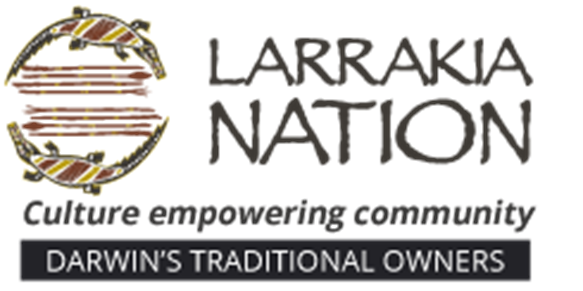 LARRAKIA
NATION
Culture empowering community
DARWIN'S TRADITIONAL OWNERS